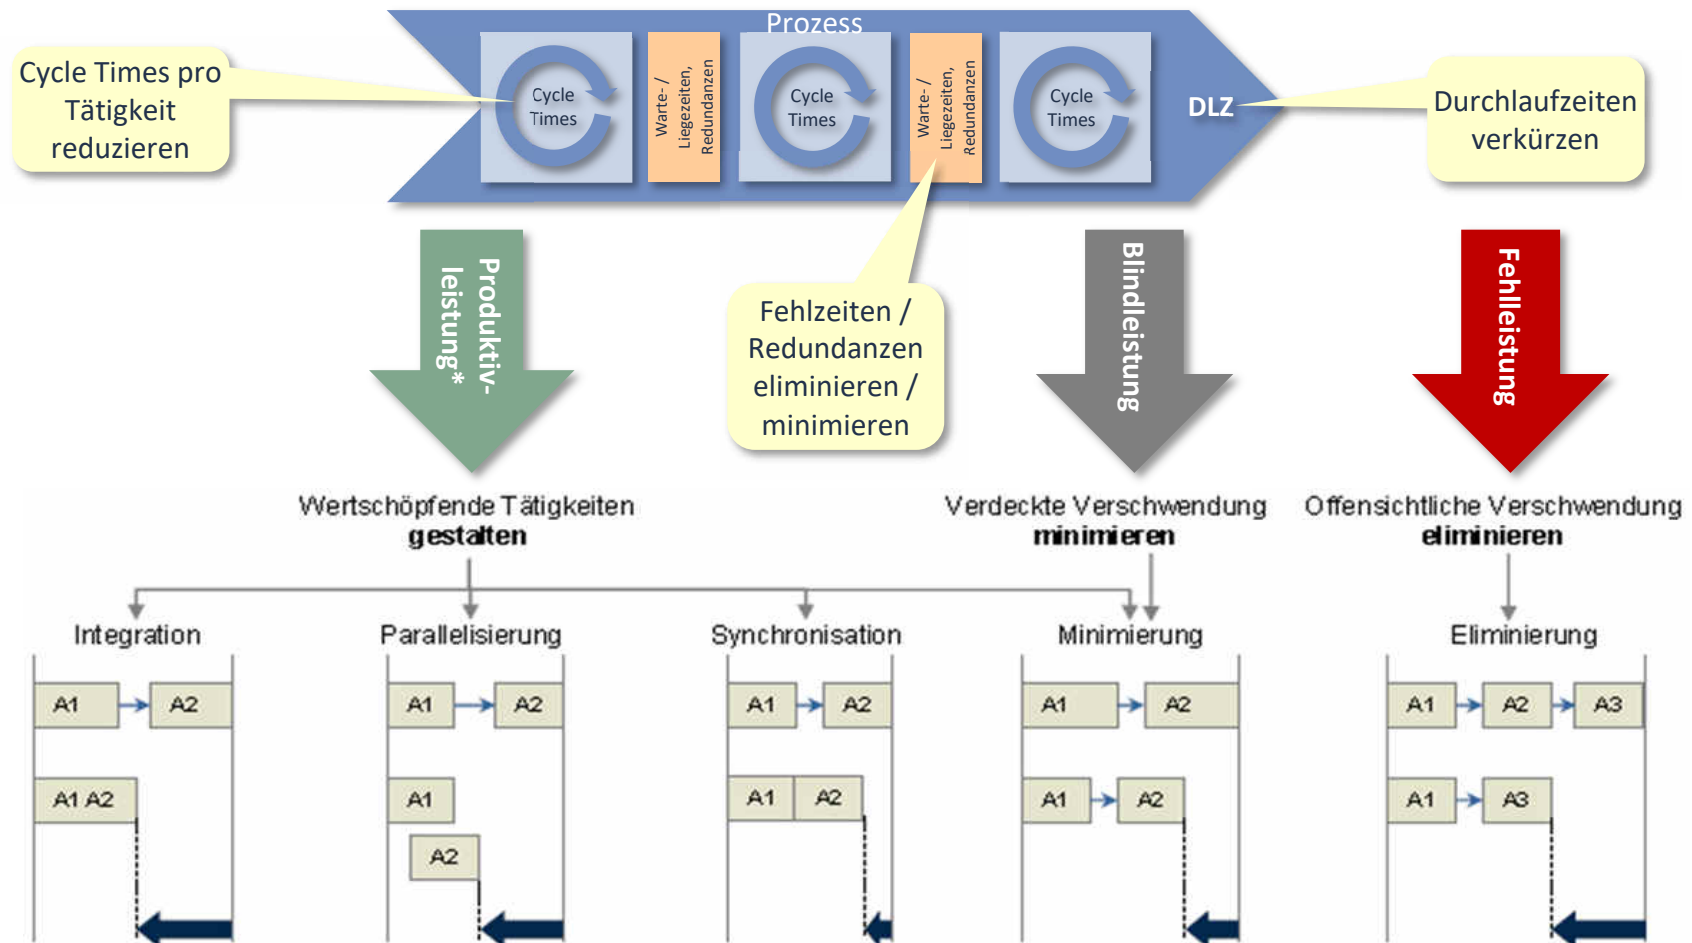 Prozess
Cycle Times pro
Tätigkeit
reduzieren
Cycle
Times
Warte- /
Liegezeiten,
Redundanzen
Cycle
Times
Warte- /
Liegezeiten,
Redundanzen
Cycle
Times
DLZ
Durchlaufzeiten
verkürzen
Produktiv-
leistung*
Fehlzeiten /
Redundanzen
eliminieren /
minimieren
Blindleistung
Fehlleistung
Wertschöpfende Tätigkeiten
gestalten
Verdeckte Verschwendung
minimieren
Offensichtliche Verschwendung
eliminieren
Integration
Parallelisierung
Synchronisation
Minimierung
Eliminierung
A1 A2
A1 A2
A1 A2
A1 A2
A1 A2 A3
A1 A2
A1
A2
A1 A2
A1 A2
A1 A3